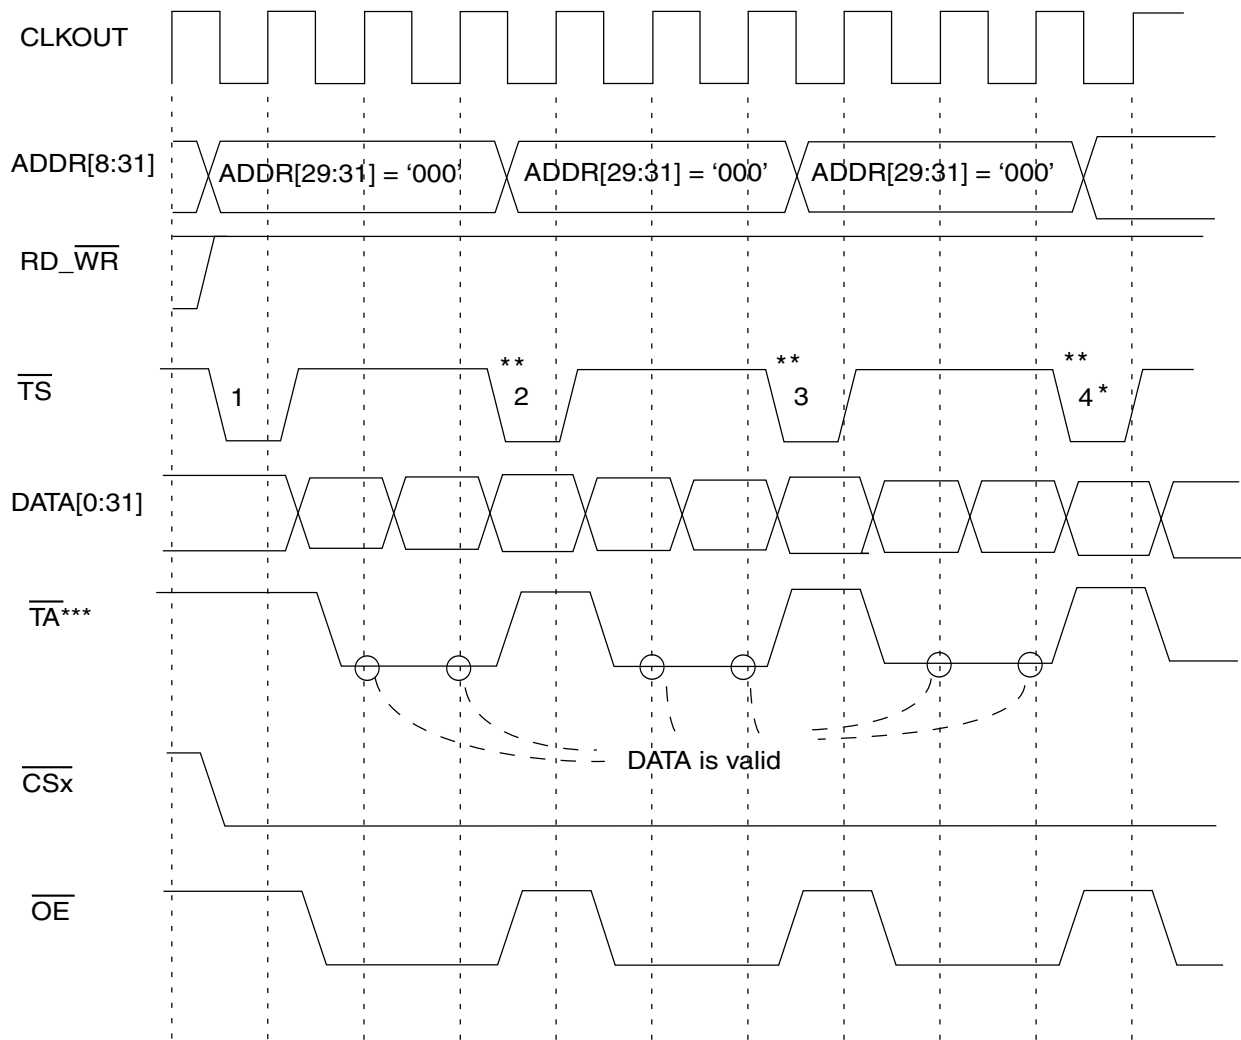 CLKOUT
ADDR[8:31]
ADDR[29:31] = ‘000’
ADDR[29:31] = ‘000’
ADDR[29:31] = ‘000’
RD_WR
TS
1
**
2
**
3
**
4*
DATA[0:31]
TA***
DATA is valid
CSx
OE